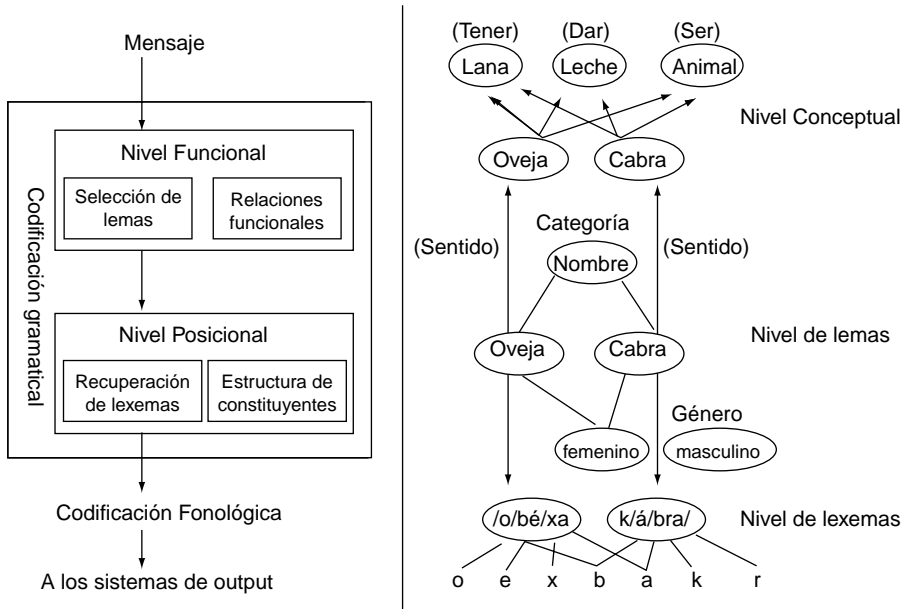 Mensaje
Codificación gramatical
Nivel Funcional
Selección de
lemas
Relaciones
funcionales
Nivel Posicional
Recuperación
de lexemas
Estructura de
constituyentes
Codificación Fonológica
A los sistemas de output
(Tener) (Dar) (Ser)
Lana Leche Animal
Nivel Conceptual
Oveja Cabra
Categoría
(Sentido) (Sentido)
Nombre
Nivel de lemas
Oveja Cabra
Género
femenino masculino
/o/bé/xa k/á/bra/
Nivel de lexemas
o e x b a k r